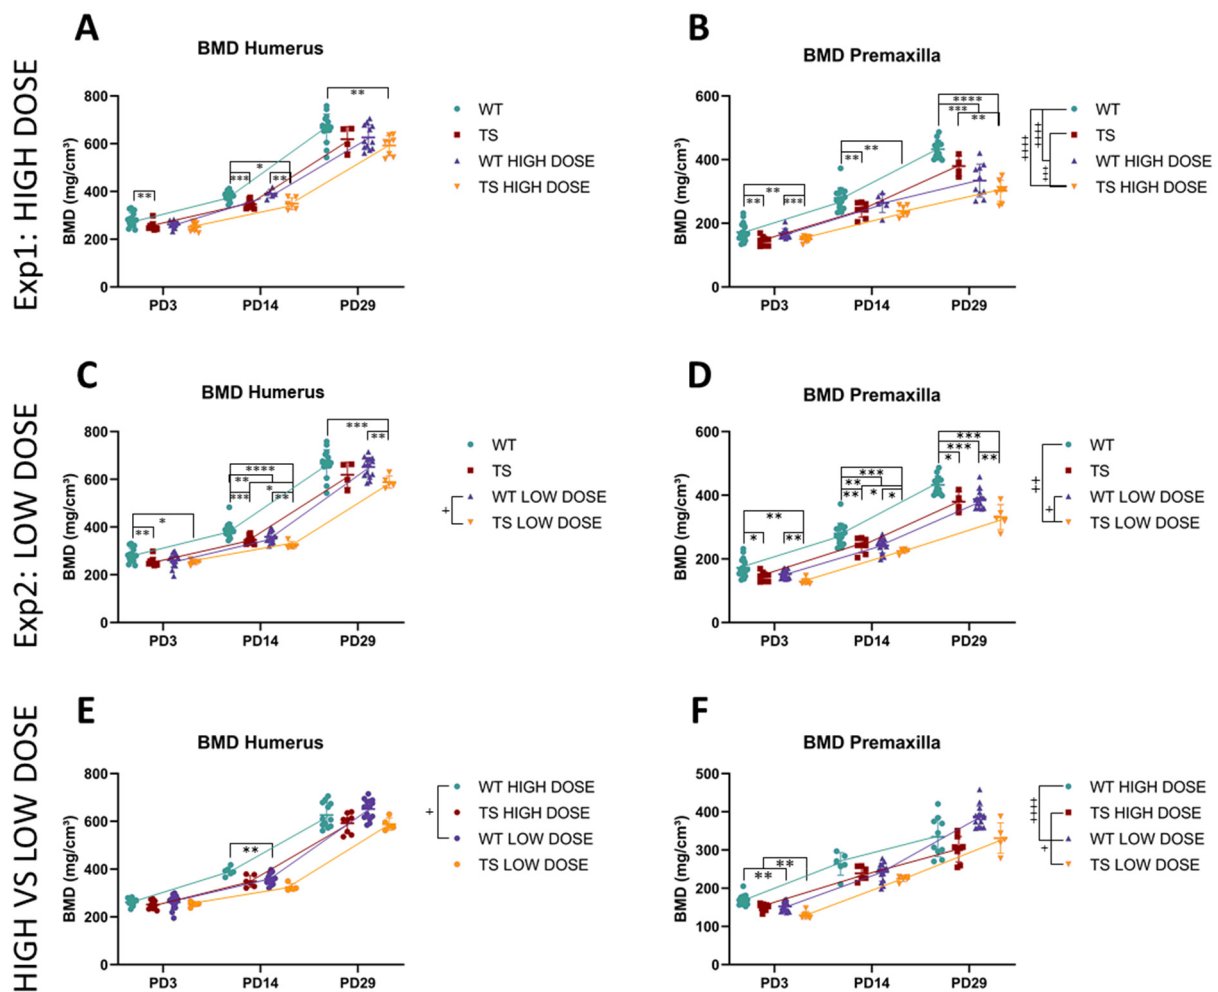 Exp1: HIGH DOSE
A
BMD Humerus
BMD (mg/cm³)
800
600
400
200
0
PD3 PD14 PD29
**
***
*
**
**
WT
TS
WT HIGH DOSE
TS HIGH DOSE
B
BMD Premaxilla
BMD (mg/cm³)
600
400
200
0
PD3 PD14 PD29
**
**
***
**
**
****
***
**
WT
TS
WT HIGH DOSE
TS HIGH DOSE
Exp2: LOW DOSE
C
BMD Humerus
BMD (mg/cm³)
800
600
400
200
0
PD3 PD14 PD29
*
**
****
**
*
***
**
***
**
WT
TS
WT LOW DOSE
TS LOW DOSE
D
BMD Premaxilla
BMD (mg/cm³)
600
400
200
0
PD3 PD14 PD29
**
*
**
***
**
**
*
*
***
***
*
**
WT
TS
WT LOW DOSE
TS LOW DOSE
HIGH VS LOW DOSE
E
BMD Humerus
BMD (mg/cm³)
800
600
400
200
0
PD3 PD14 PD29
**
WT HIGH DOSE
TS HIGH DOSE
WT LOW DOSE
TS LOW DOSE
F
BMD Premaxilla
BMD (mg/cm³)
500
400
300
200
100
0
PD3 PD14 PD29
**
**
WT HIGH DOSE
TS HIGH DOSE
WT LOW DOSE
TS LOW DOSE